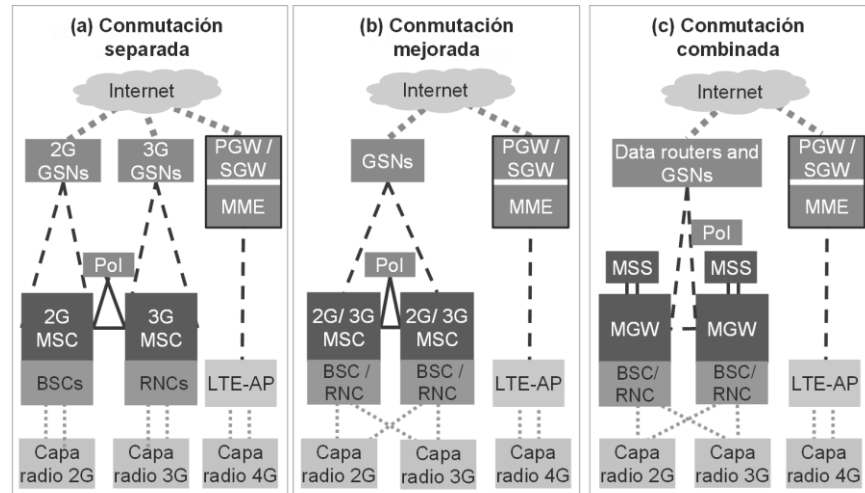 (a) Conmutación
separada
Internet
2G
GSNs
3G
GSNs
PGW /
SGW
MME
PoI
2G
MSC
3G
MSC
BSCs
RNCs
LTE-AP
Capa
radio 2G
Capa
radio 3G
Capa
radio 4G
(b) Conmutación
mejorada
Internet
GSNs
PGW /
SGW
MME
PoI
2G/ 3G
MSC
2G/ 3G
MSC
BSC /
RNC
BSC /
RNC
LTE-AP
Capa
radio 2G
Capa
radio 3G
Capa
radio 4G
(c) Conmutación
combinada
Internet
Data routers and
GSNs
PGW /
SGW
MME
PoI
MSS
MSS
MGW
MGW
BSC/
RNC
BSC/
RNC
LTE-AP
Capa
radio 2G
Capa
radio 3G
Capa
radio 4G